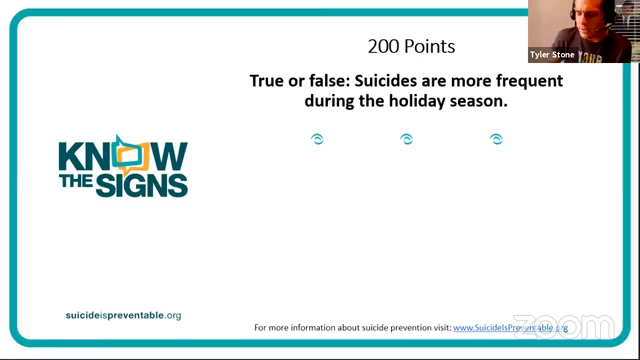 200 Points
Tyler Stone
True or false: Suicides are more frequent
during the holiday season.
KNOW
THE SIGNS
suicideispreventable.org
For more information about suicide prevention visit: www.SuicideIsPreventable.org
zoom